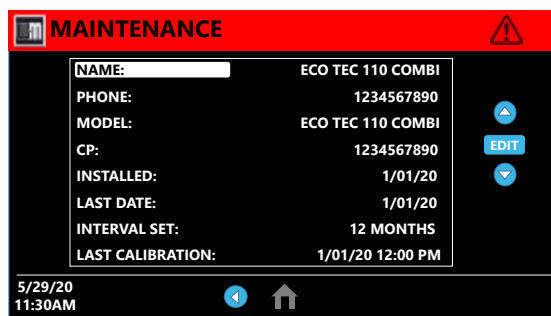 MAINTENANCE
NAME: ECO TEC 110 COMBI
PHONE: 1234567890
MODEL: ECO TEC 110 COMBI
CP: 1234567890
INSTALLED: 1/01/20
LAST DATE: 1/01/20
INTERVAL SET: 12 MONTHS
LAST CALIBRATION: 1/01/20 12:00 PM
EDIT
5/29/20
11:30AM